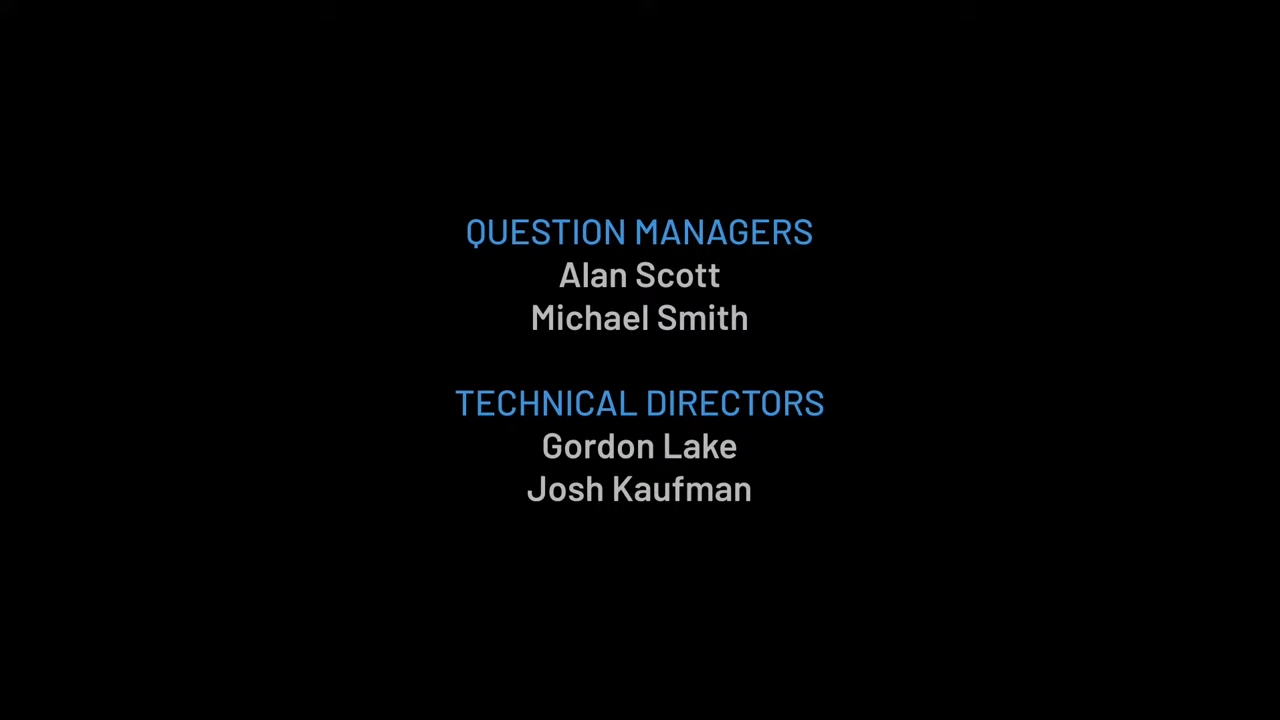 QUESTION MANAGERS
Alan Scott
Michael Smith
TECHNICAL DIRECTORS
Gordon Lake
Josh Kaufman